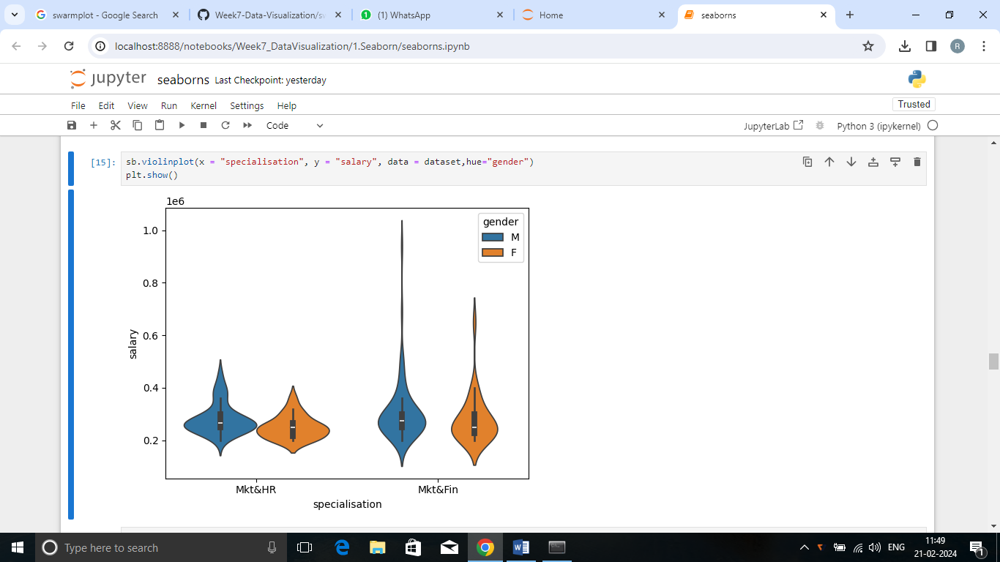 swarmplot - Google Search
Week7-Data-Visualization/sw
(1) WhatsApp
Home
seaborns
localhost:8888/notebooks/Week7_DataVisualization/1.Seaborn/seaborns.ipynb
R
jupyter seaborns Last Checkpoint: yesterday
File Edit View Run Kernel Settings Help
Trusted
Code
JupyterLab
Python 3 (ipykernel)
[15]: sb.violinplot(x = "specialisation", y = "salary", data = dataset,hue="gender")
plt.show()
1e6
gender
M
F
1.0
0.8
0.6
0.4
0.2
salary
Mkt&HR Mkt&Fin
specialisation
Type here to search
ENG
11:49
21-02-2024
1